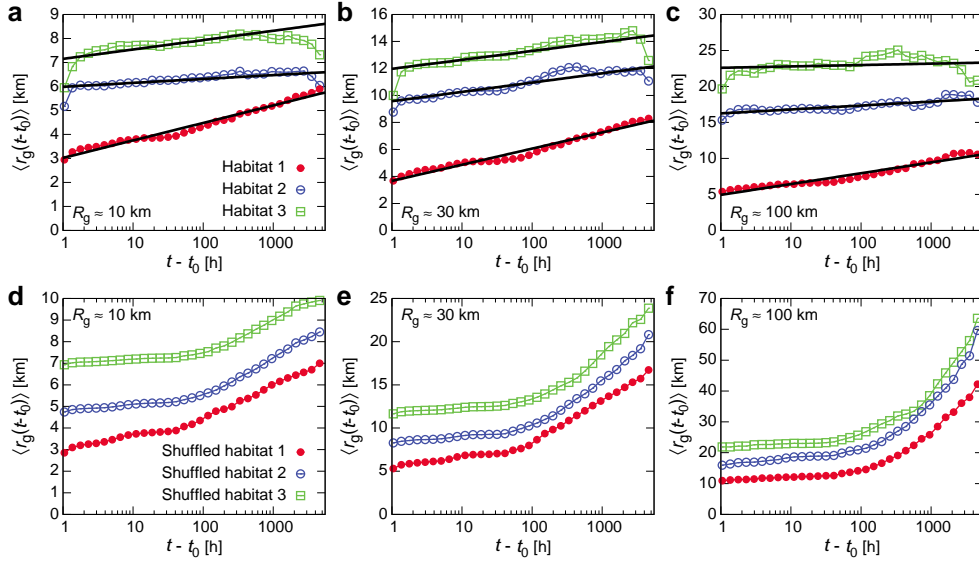 a
b
c
⟨r_g(t-t_0)⟩ [km]
9
8
7
6
5
4
3
2
1
0
Habitat 1
Habitat 2
Habitat 3
R_g ≈ 10 km
1 10 100 1000
t - t_0 [h]
⟨r_g(t-t_0)⟩ [km]
16
14
12
10
8
6
4
2
0
R_g ≈ 30 km
1 10 100 1000
t - t_0 [h]
⟨r_g(t-t_0)⟩ [km]
30
25
20
15
10
5
0
R_g ≈ 100 km
1 10 100 1000
t - t_0 [h]
d
e
f
⟨r_g(t-t_0)⟩ [km]
10
9
8
7
6
5
4
3
2
1
0
R_g ≈ 10 km
Shuffled habitat 1
Shuffled habitat 2
Shuffled habitat 3
1 10 100 1000
t - t_0 [h]
⟨r_g(t-t_0)⟩ [km]
25
20
15
10
5
0
R_g ≈ 30 km
1 10 100 1000
t - t_0 [h]
⟨r_g(t-t_0)⟩ [km]
70
60
50
40
30
20
10
0
R_g ≈ 100 km
1 10 100 1000
t - t_0 [h]